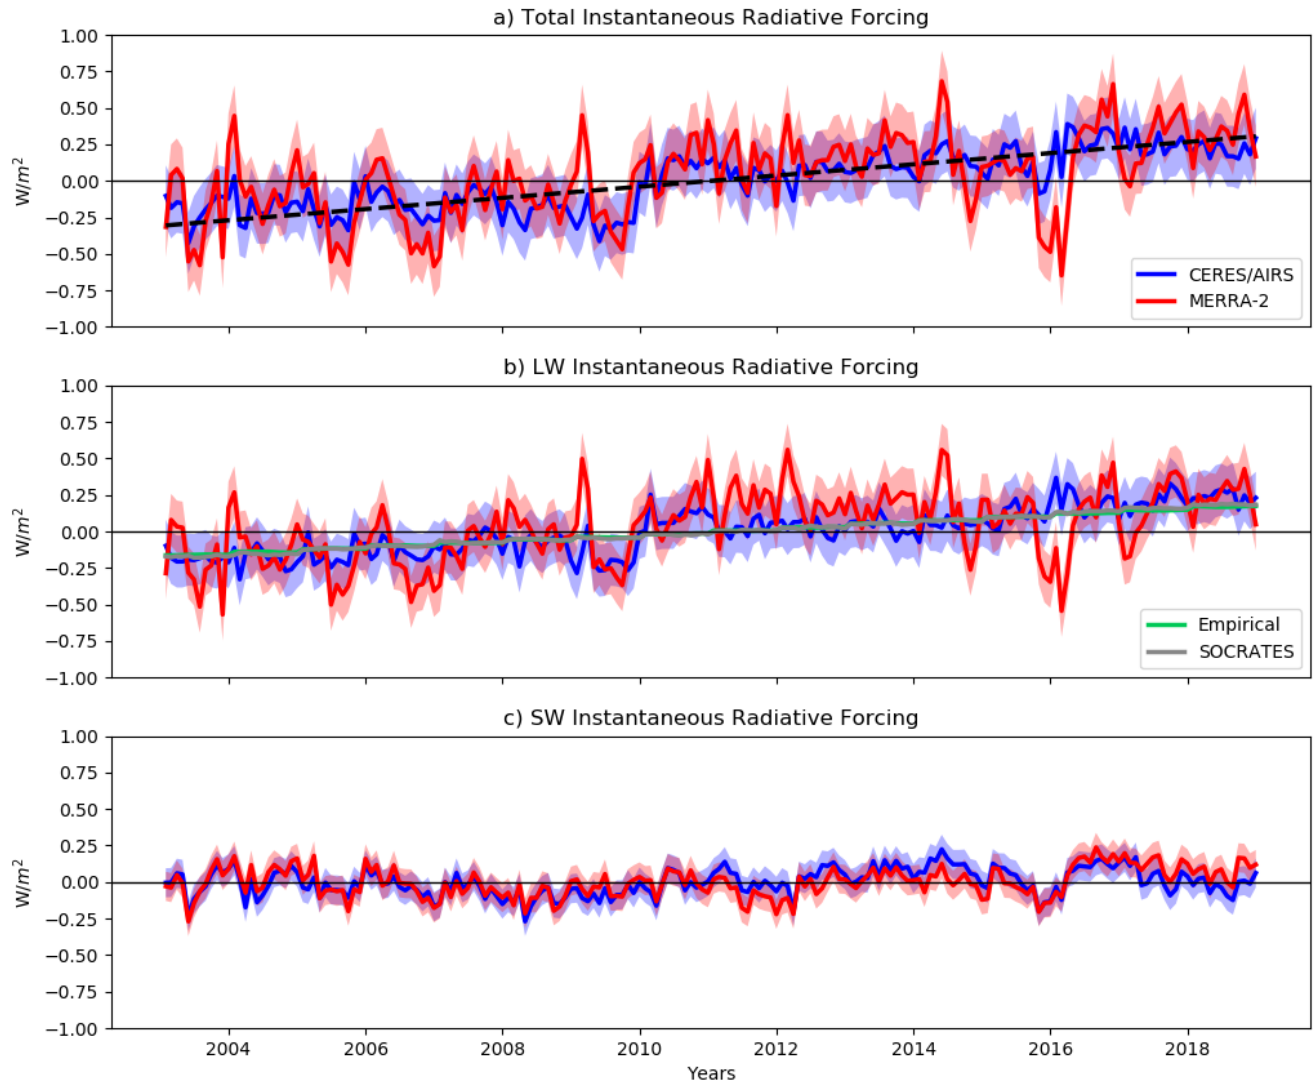 a) Total Instantaneous Radiative Forcing
1.00
0.75
0.50
0.25
0.00
−0.25
−0.50
−0.75
−1.00
W/m²
CERES/AIRS
MERRA-2
b) LW Instantaneous Radiative Forcing
1.00
0.75
0.50
0.25
0.00
−0.25
−0.50
−0.75
−1.00
W/m²
Empirical
SOCRATES
c) SW Instantaneous Radiative Forcing
1.00
0.75
0.50
0.25
0.00
−0.25
−0.50
−0.75
−1.00
W/m²
2004 2006 2008 2010 2012 2014 2016 2018
Years